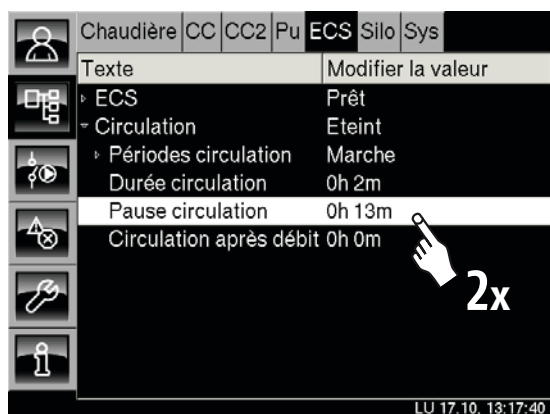 Chaudière CC CC2 Pu ECS Silo Sys
Texte Modifier la valeur
ECS Prêt
Circulation Eteint
Périodes circulation Marche
Durée circulation 0h 2m
Pause circulation 0h 13m
Circulation après débit 0h 0m
2x
LU 17.10. 13:17:40